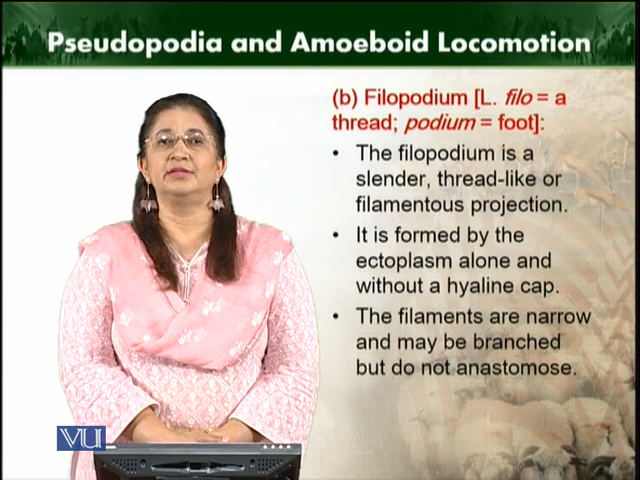 Pseudopodia and Amoeboid Locomotion
(b) Filopodium [L. filo = a
thread; podium = foot]:
• The filopodium is a
slender, thread-like or
filamentous projection.
• It is formed by the
ectoplasm alone and
without a hyaline cap.
• The filaments are narrow
and may be branched
but do not anastomose.
VU